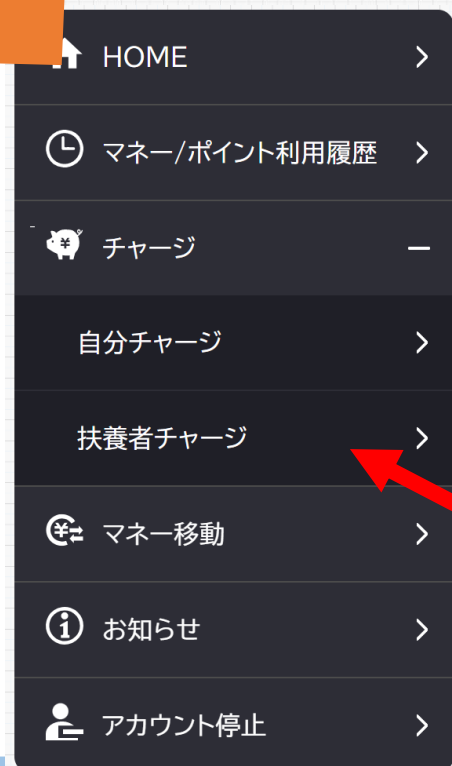 HOME
マネー/ポイント利用履歴
チャージ
自分チャージ
扶養者チャージ
マネー移動
お知らせ
アカウント停止